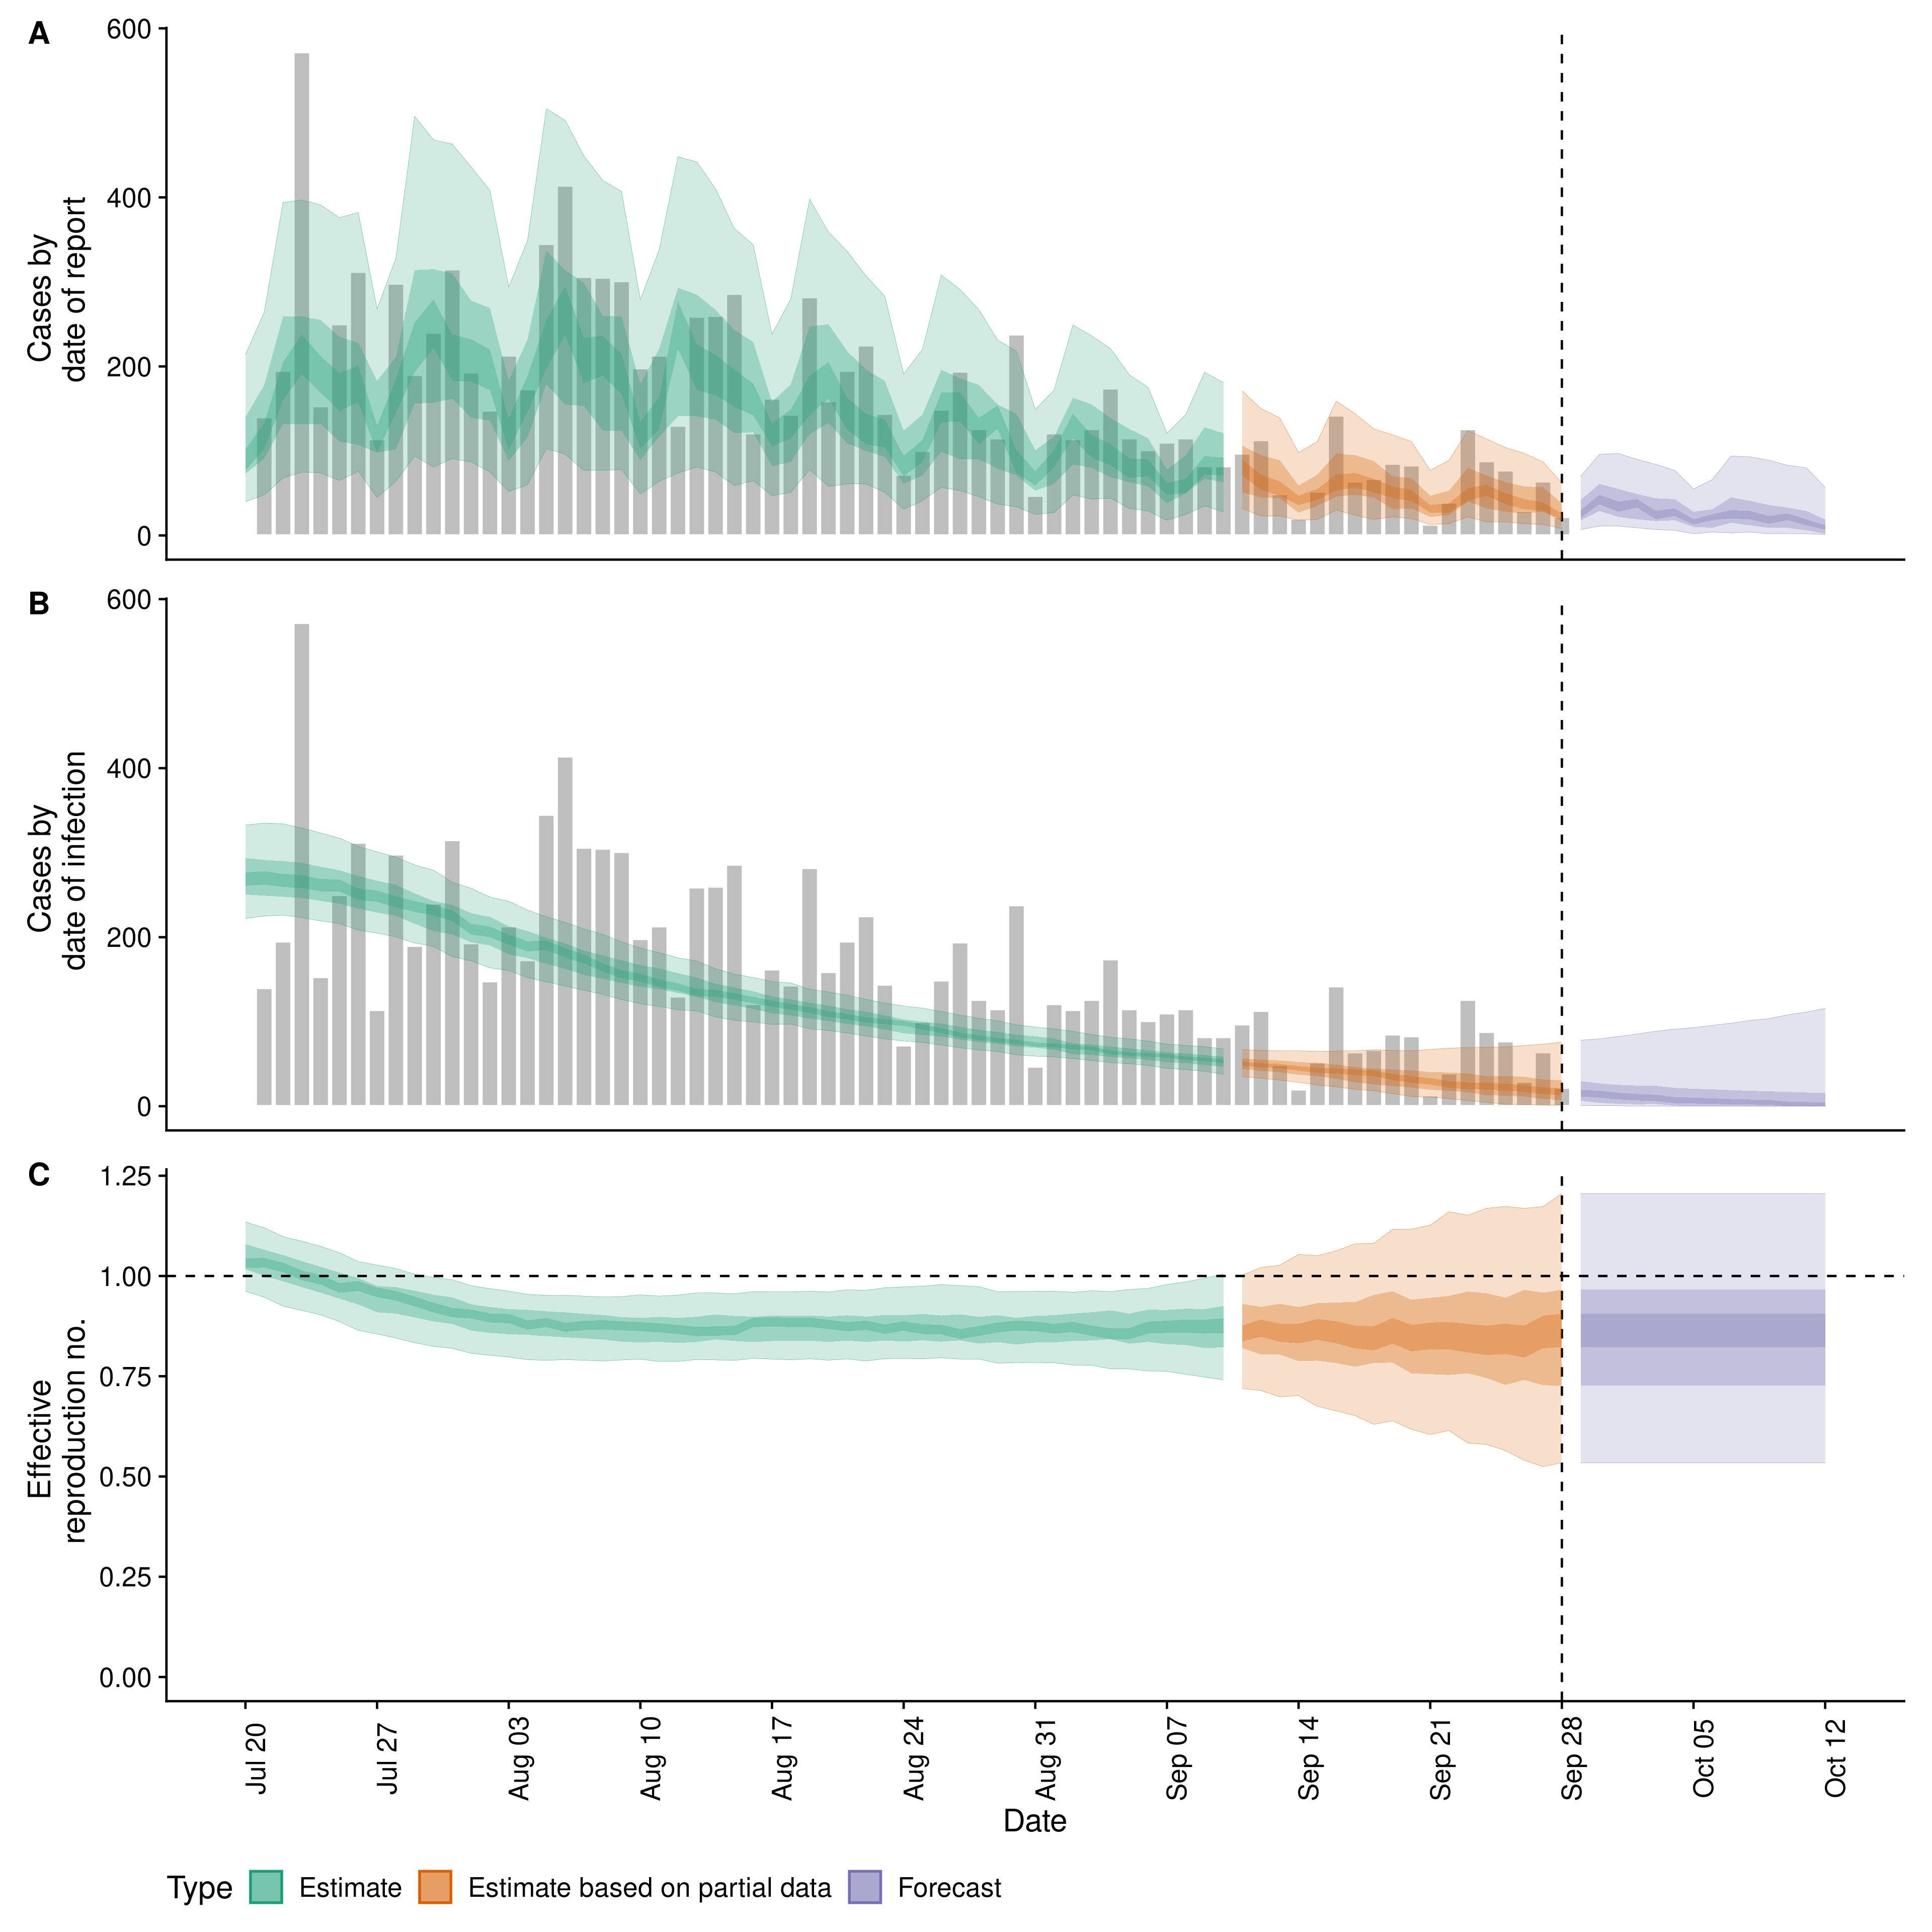 A
600
400
200
0
Cases by
date of report
B
600
400
200
0
Cases by
date of infection
C
1.25
1.00
0.75
0.50
0.25
0.00
Effective
reproduction no.
Jul 20
Jul 27
Aug 03
Aug 10
Aug 17
Aug 24
Aug 31
Sep 07
Sep 14
Sep 21
Sep 28
Oct 05
Oct 12
Date
Type Estimate Estimate based on partial data Forecast